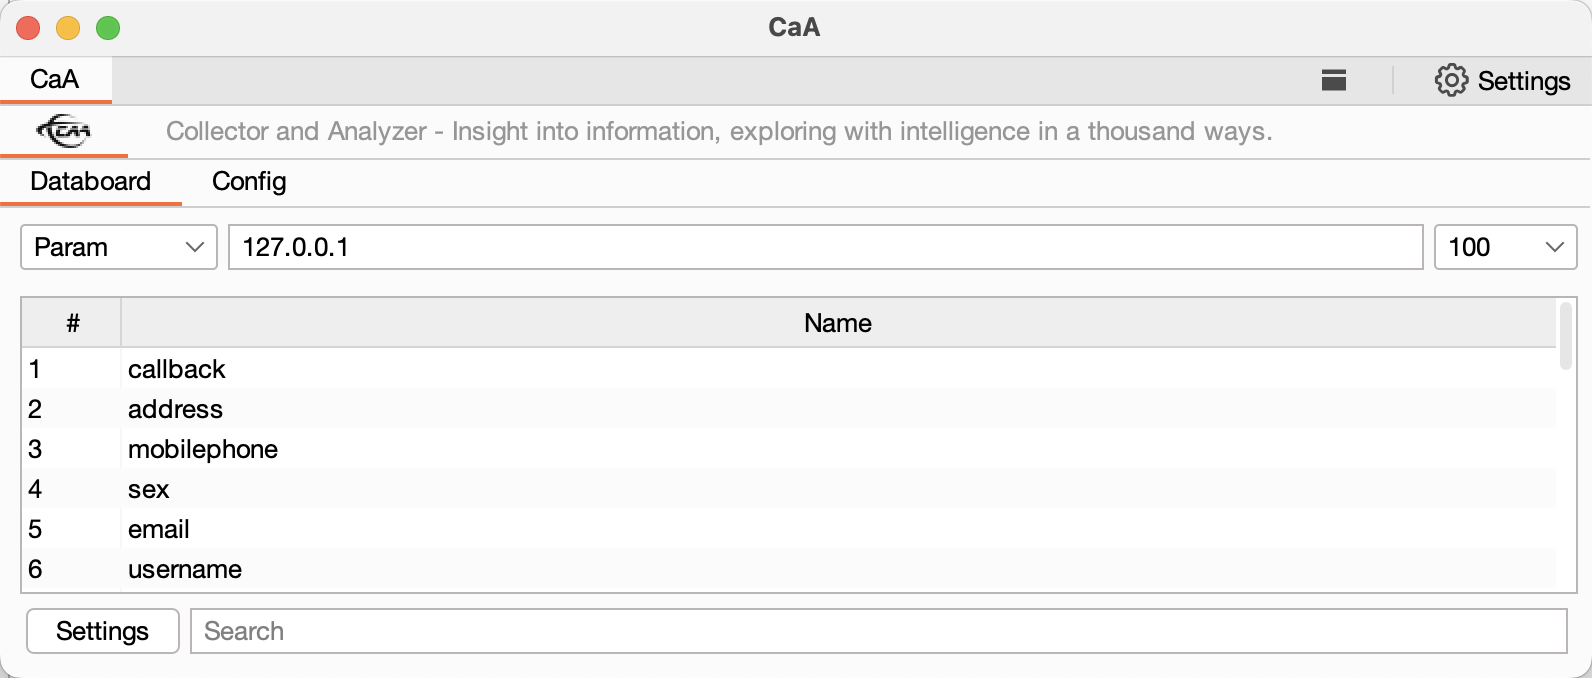 CaA
CaA
Settings
CAA Collector and Analyzer - Insight into information, exploring with intelligence in a thousand ways.
Databoard Config
Param 127.0.0.1 100
# Name
1 callback
2 address
3 mobilephone
4 sex
5 email
6 username
Settings Search